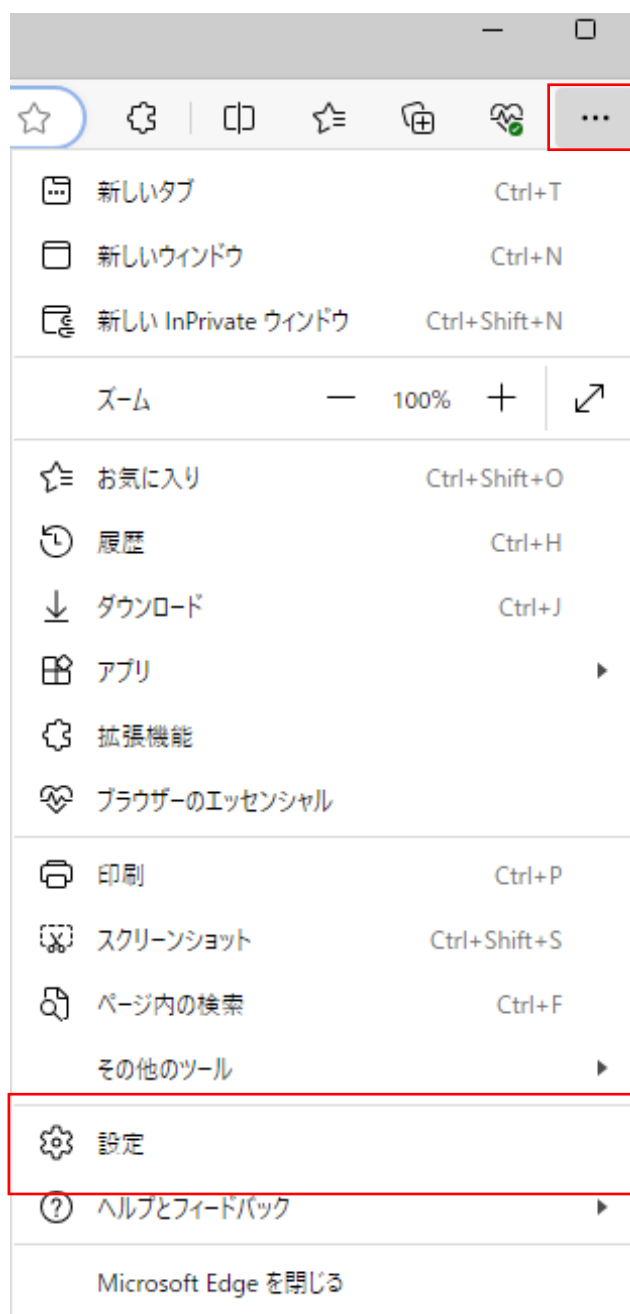 新しいタブ Ctrl+T
新しいウィンドウ Ctrl+N
新しい InPrivate ウィンドウ Ctrl+Shift+N
ズーム 100%
お気に入り Ctrl+Shift+O
履歴 Ctrl+H
ダウンロード Ctrl+J
アプリ
拡張機能
ブラウザーのエッセンシャル
印刷 Ctrl+P
スクリーンショット Ctrl+Shift+S
ページ内の検索 Ctrl+F
その他のツール
設定
ヘルプとフィードバック
Microsoft Edge を閉じる